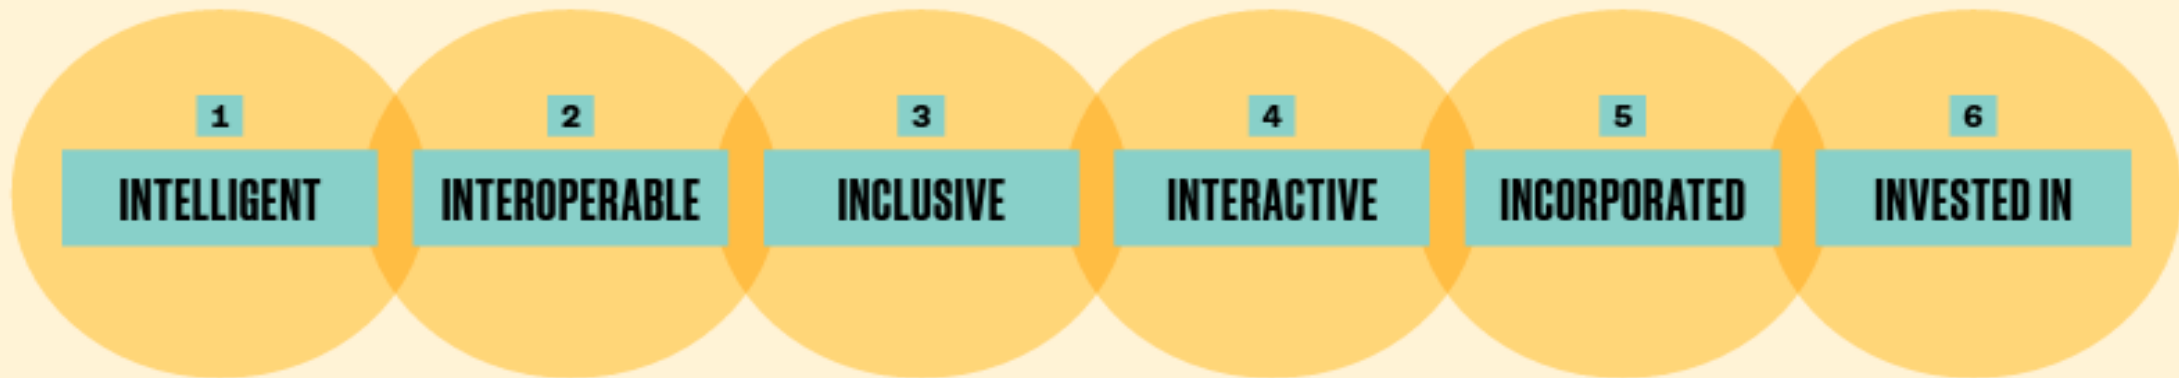 1
INTELLIGENT
2
INTEROPERABLE
3
INCLUSIVE
4
INTERACTIVE
5
INCORPORATED
6
INVESTED IN